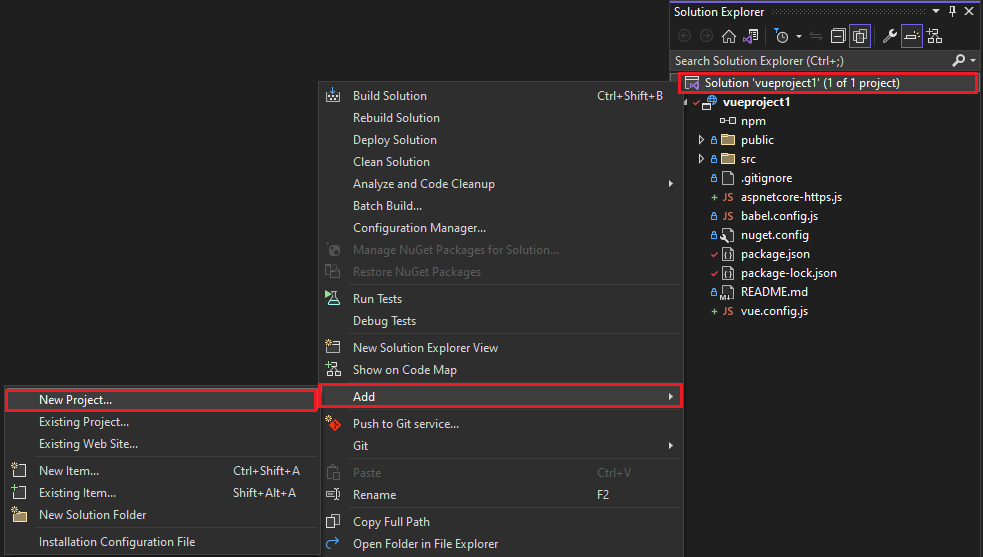 Solution Explorer
Search Solution Explorer (Ctrl+;)
Solution 'vueproject1' (1 of 1 project)
vueproject1
npm
public
src
.gitignore
JS aspnetcore-https.js
JS babel.config.js
nuget.config
package.json
package-lock.json
M README.md
JS vue.config.js
Build Solution Ctrl+Shift+B
Rebuild Solution
Deploy Solution
Clean Solution
Analyze and Code Cleanup
Batch Build...
Configuration Manager...
Manage NuGet Packages for Solution...
Restore NuGet Packages
Run Tests
Debug Tests
New Solution Explorer View
Show on Code Map
Add
Push to Git service...
Git
Paste Ctrl+V
Rename F2
Copy Full Path
Open Folder in File Explorer
New Project...
Existing Project...
Existing Web Site...
New Item... Ctrl+Shift+A
Existing Item... Shift+Alt+A
New Solution Folder
Installation Configuration File